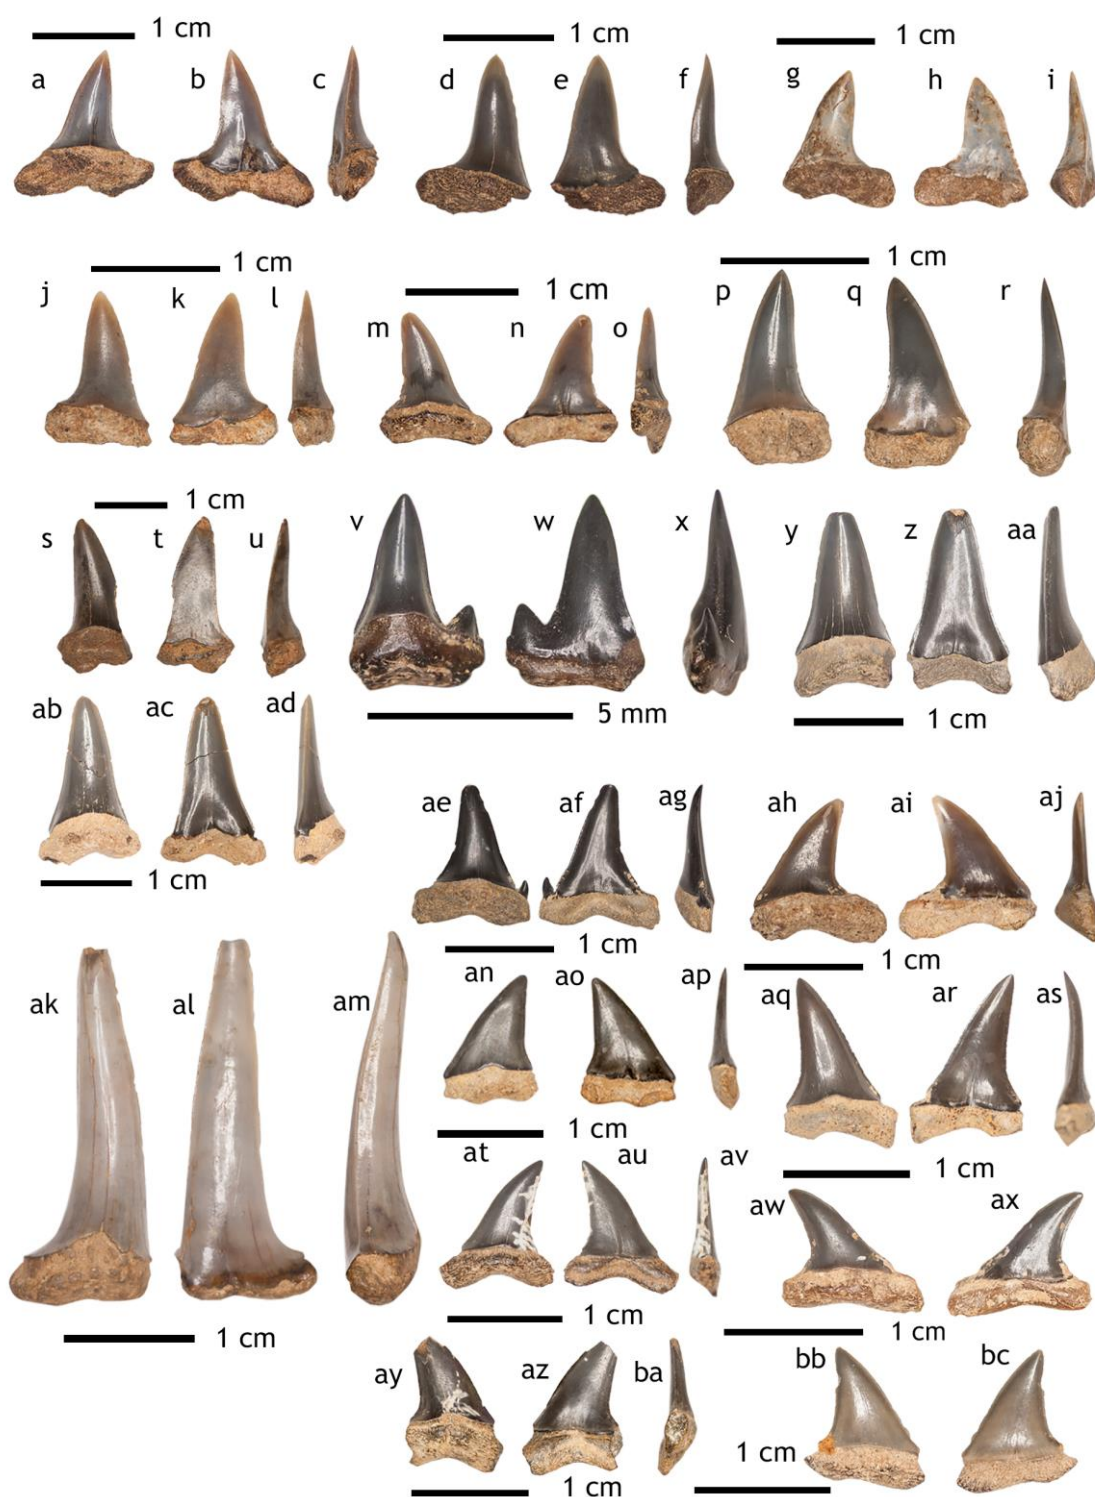 1 cm
1 cm
1 cm
a b c d e f g h i
1 cm
1 cm
1 cm
j k l m n o p q r
1 cm
s t u v w x y z aa
5 mm
1 cm
ab ac ad
1 cm
ae af ag ah ai aj
1 cm
1 cm
ak al am an ao ap aq ar as
1 cm
1 cm
at au av aw ax
1 cm
1 cm
1 cm
ay az ba bb bc
1 cm
1 cm